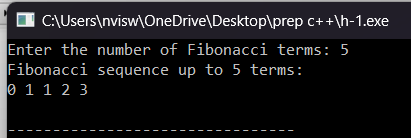 C:\Users\nvisw\OneDrive\Desktop\prep c++\h-1.exe
Enter the number of Fibonacci terms: 5
Fibonacci sequence up to 5 terms:
0 1 1 2 3
--------------------------------